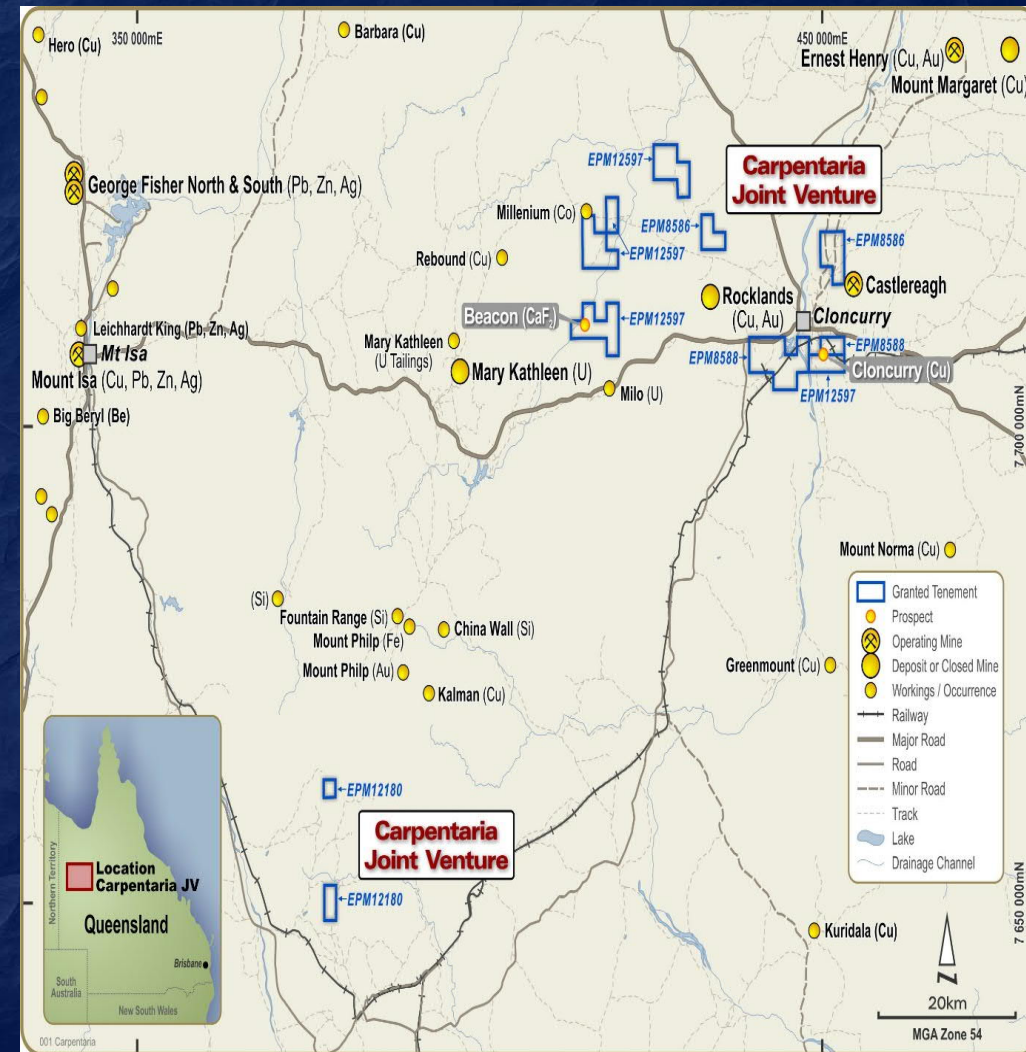 350 000mE
450 000mE
Hero (Cu)
Barbara (Cu)
Ernest Henry (Cu, Au)
Mount Margaret (Cu)
EPM12597
Carpentaria
Joint Venture
George Fisher North & South (Pb, Zn, Ag)
Millenium (Co)
EPM8586
EPM8586
EPM12597
Rebound (Cu)
Castlereagh
Rocklands
(Cu, Au)
Beacon (CaF₂)
EPM12597
Cloncurry
Leichhardt King (Pb, Zn, Ag)
Mary Kathleen
(U Tailings)
EPM8588
Mt Isa
EPM8588
Mount Isa (Cu, Pb, Zn, Ag)
Mary Kathleen (U)
Cloncurry (Cu)
Milo (U)
EPM12597
Big Beryl (Be)
7 700 000mN
Mount Norma (Cu)
(Si)
Fountain Range (Si)
China Wall (Si)
Mount Philp (Fe)
Mount Philp (Au)
Kalman (Cu)
Greenmount (Cu)
Granted Tenement
Prospect
Operating Mine
Deposit or Closed Mine
Workings / Occurrence
Railway
Major Road
Road
Minor Road
Track
Lake
Drainage Channel
EPM12180
Carpentaria
Joint Venture
EPM12180
7 650 000mN
Kuridala (Cu)
Northern Territory
Location
Carpentaria JV
Queensland
Brisbane
South
Australia
New South Wales
N
20km
MGA Zone 54
001 Carpentaria